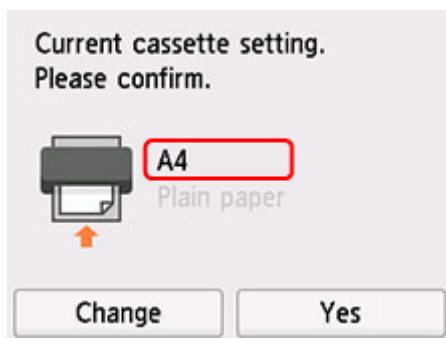 Current cassette setting.
Please confirm.
A4
Plain paper
Change Yes